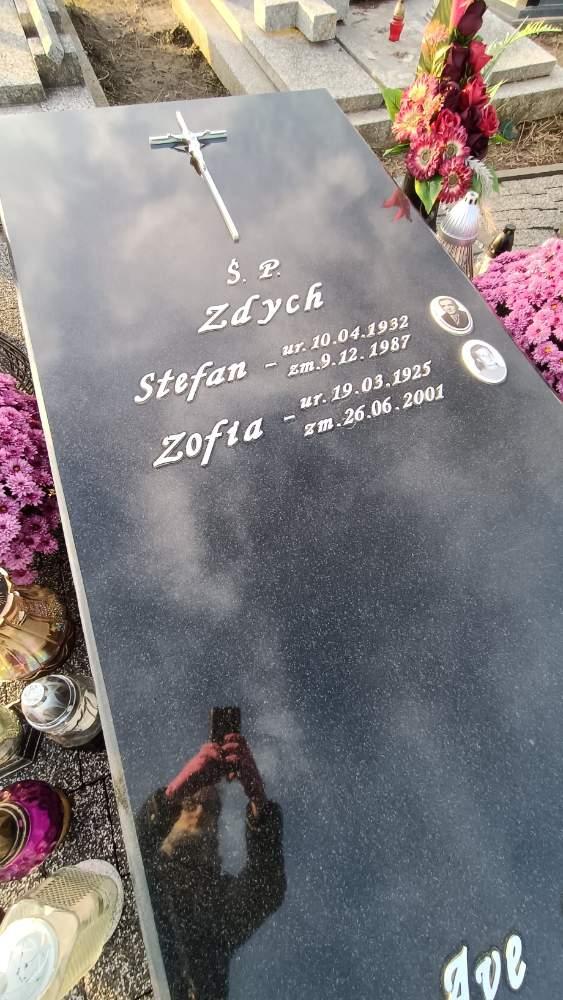 Ś. P.
Zdych
Stefan - ur. 10.04.1932
zm. 9.12. 1987
Zofia - ur. 19.03.1925
zm. 26.06.2001
Ave